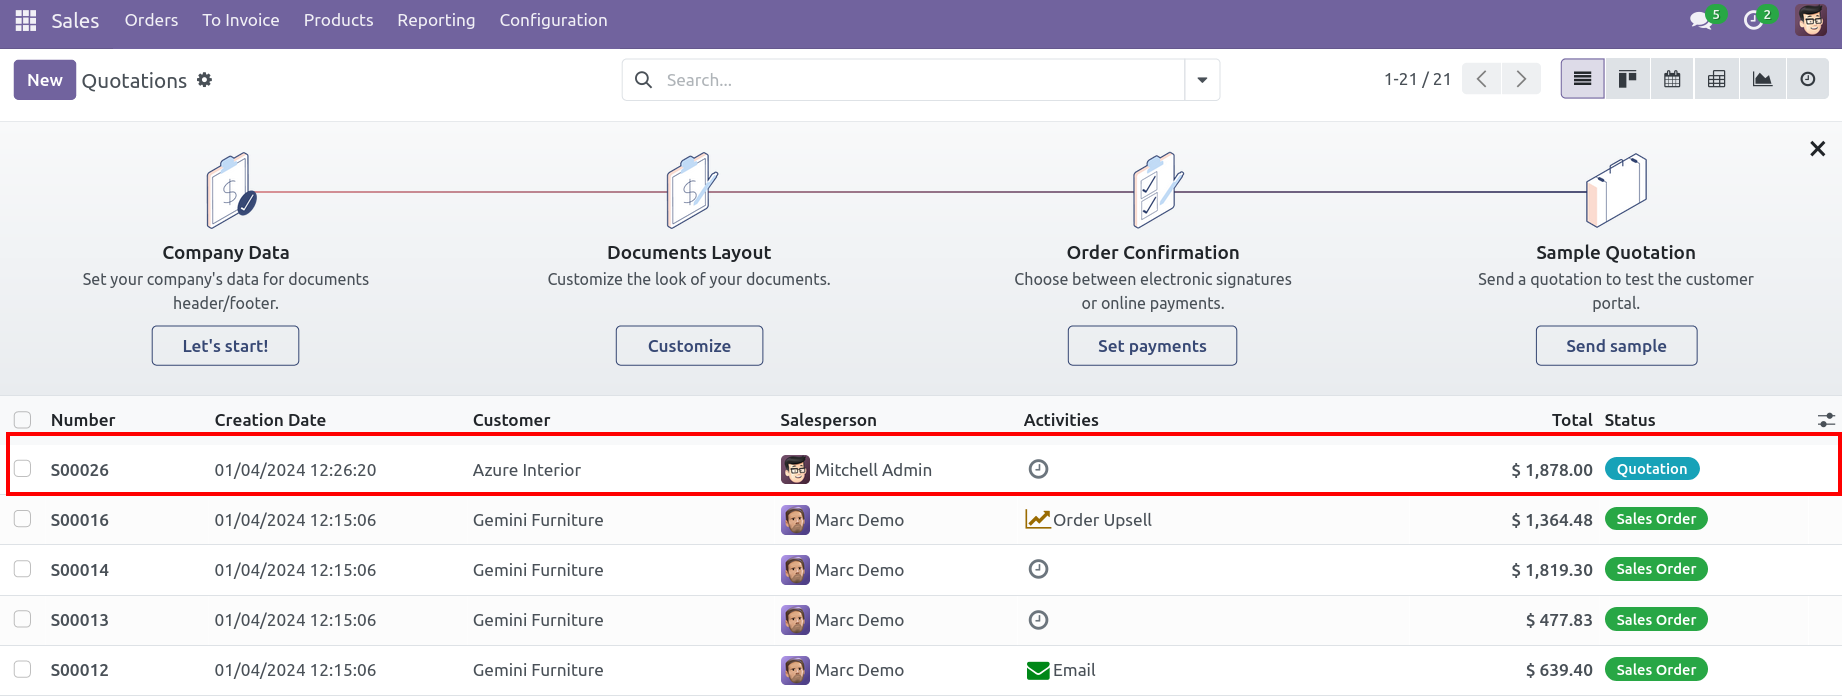 Sales Orders To Invoice Products Reporting Configuration 5 2
New Quotations Search... 1-21 / 21
Company Data Documents Layout Order Confirmation Sample Quotation
Set your company's data for documents Customize the look of your documents. Choose between electronic signatures Send a quotation to test the customer
header/footer. or online payments. portal.
Let's start! Customize Set payments Send sample
Number Creation Date Customer Salesperson Activities Total Status
S00026 01/04/2024 12:26:20 Azure Interior Mitchell Admin $ 1,878.00 Quotation
S00016 01/04/2024 12:15:06 Gemini Furniture Marc Demo Order Upsell $ 1,364.48 Sales Order
S00014 01/04/2024 12:15:06 Gemini Furniture Marc Demo $ 1,819.30 Sales Order
S00013 01/04/2024 12:15:06 Gemini Furniture Marc Demo $ 477.83 Sales Order
S00012 01/04/2024 12:15:06 Gemini Furniture Marc Demo Email $ 639.40 Sales Order